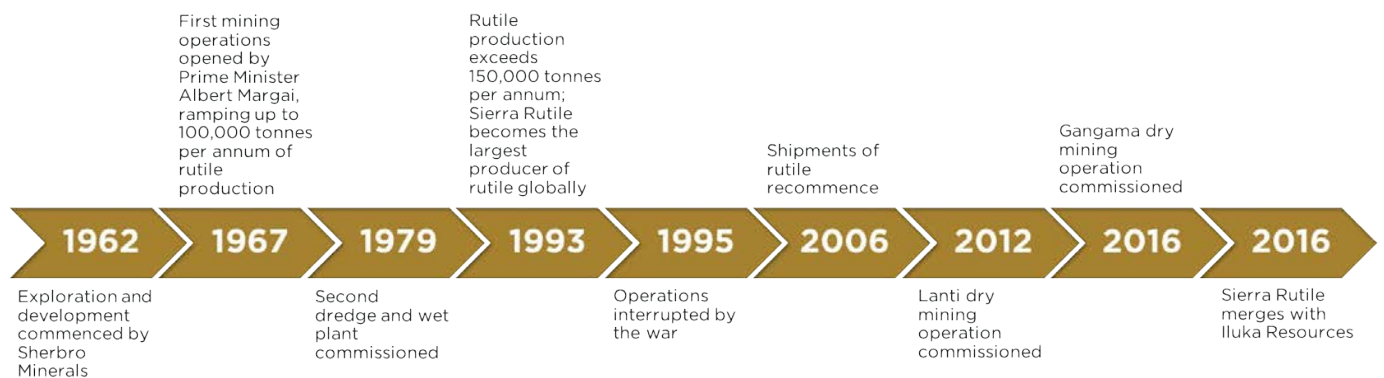 First mining
operations
opened by
Prime Minister
Albert Margai,
ramping up to
100,000 tonnes
per annum of
rutile
production
Rutile
production
exceeds
150,000 tonnes
per annum;
Sierra Rutile
becomes the
largest
producer of
rutile globally
Shipments of
rutile
recommence
Gangama dry
mining
operation
commissioned
1962
1967
1979
1993
1995
2006
2012
2016
2016
Exploration and
development
commenced by
Sherbro
Minerals
Second
dredge and wet
plant
commissioned
Operations
interrupted by
the war
Lanti dry
mining
operation
commissioned
Sierra Rutile
merges with
Iluka Resources